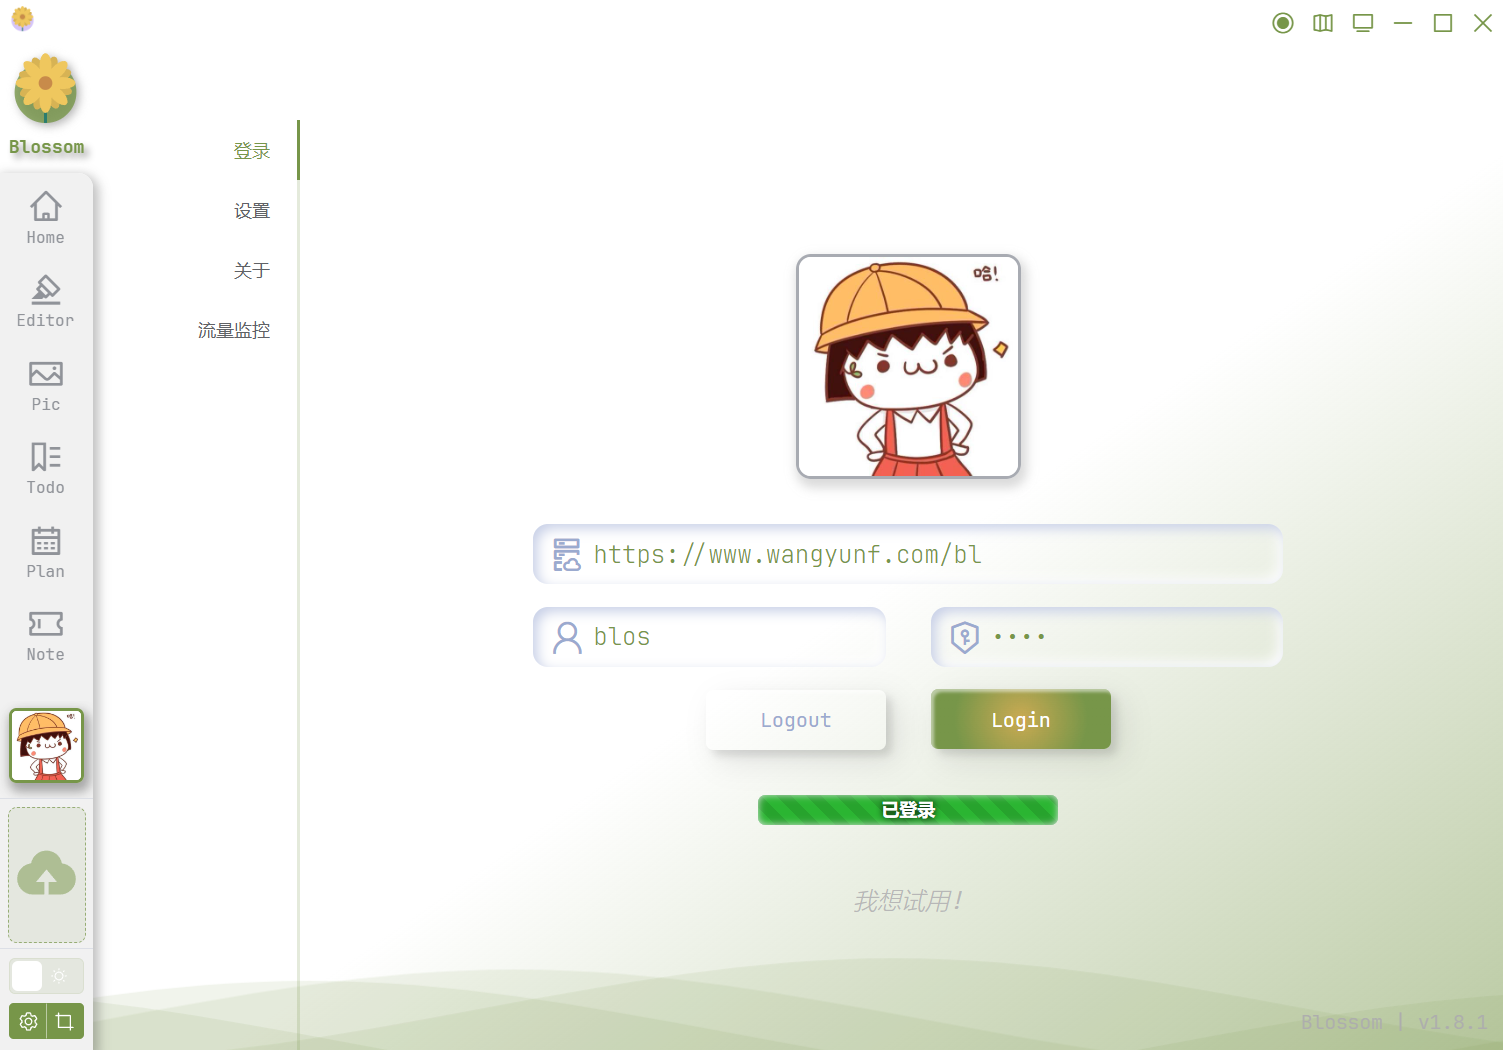 Blossom
Home
Editor
Pic
Todo
Plan
Note
登录
设置
关于
流量监控
哈!
https://www.wangyunf.com/bl
blos
••••
Logout
Login
已登录
我想试用！
Blossom | v1.8.1